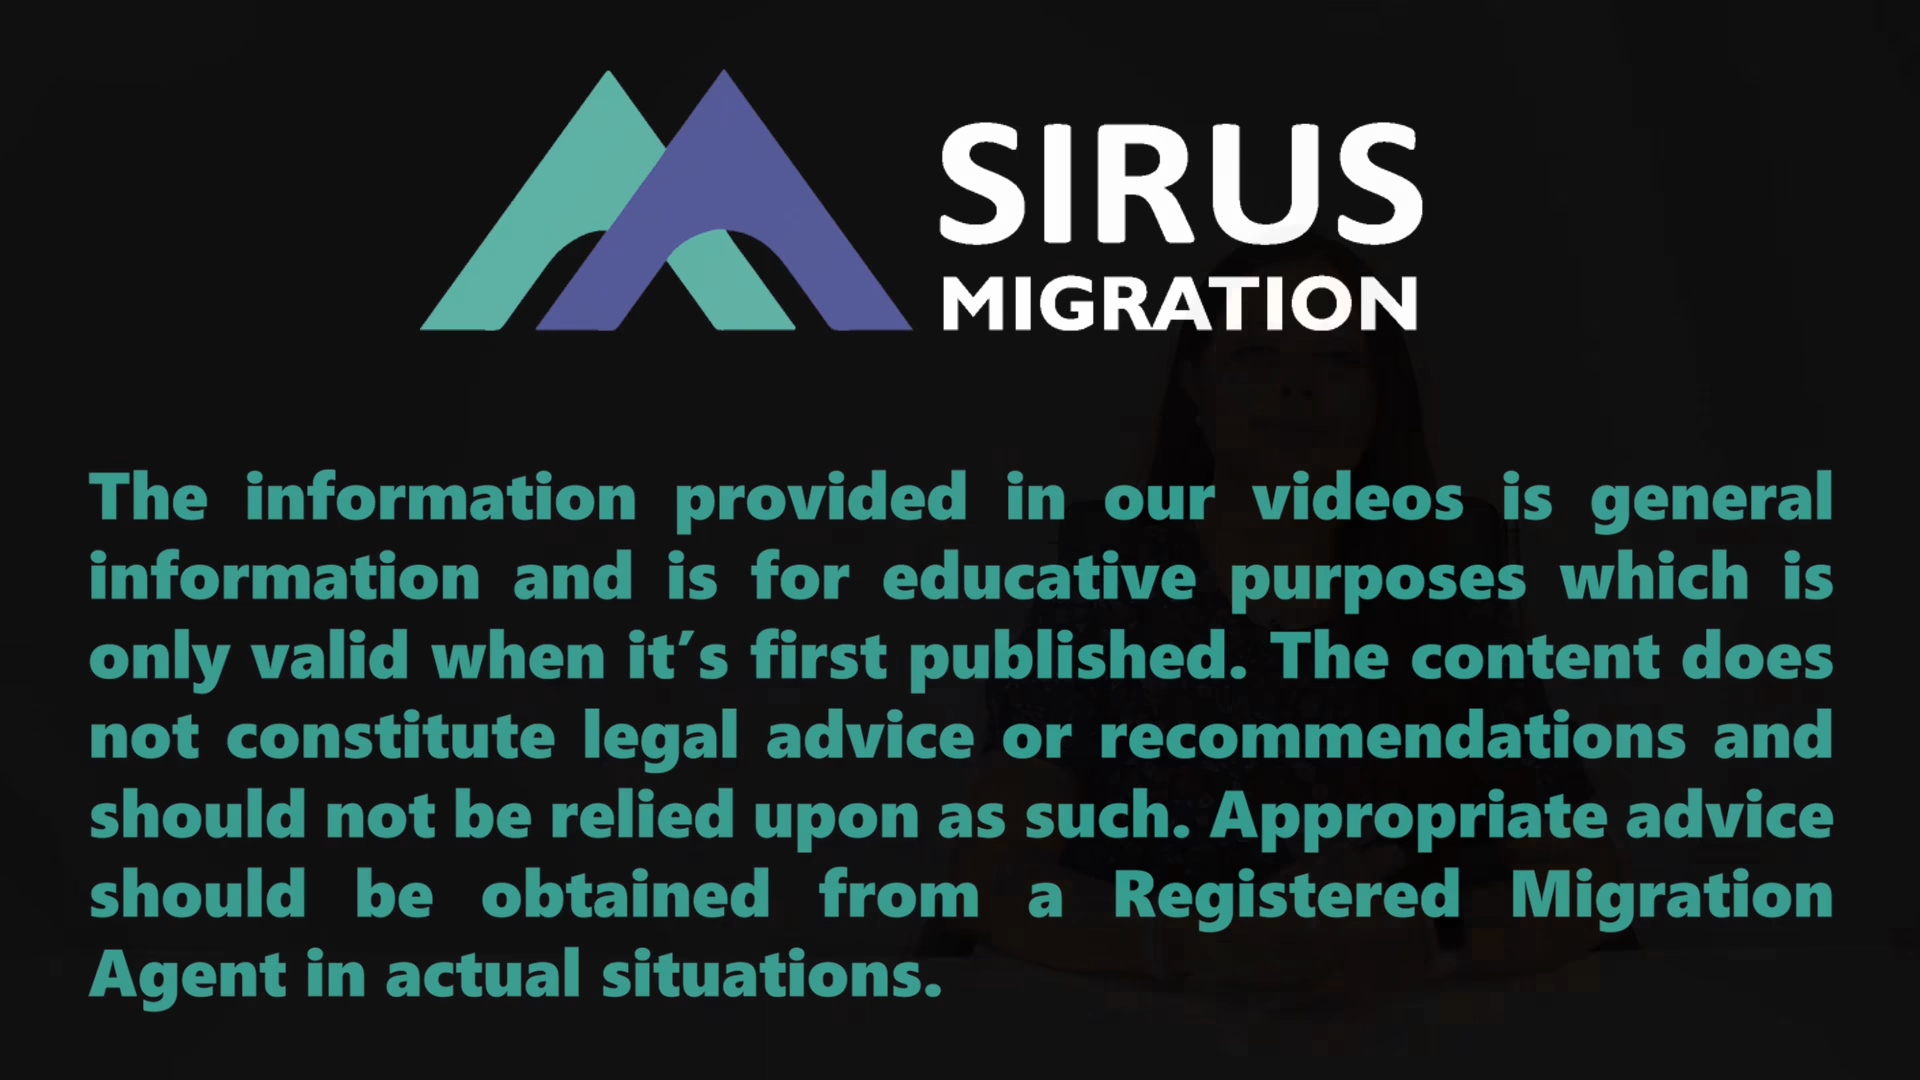 SIRUS
MIGRATION
The information provided in our videos is general
information and is for educative purposes which is
only valid when it’s first published. The content does
not constitute legal advice or recommendations and
should not be relied upon as such. Appropriate advice
should be obtained from a Registered Migration
Agent in actual situations.